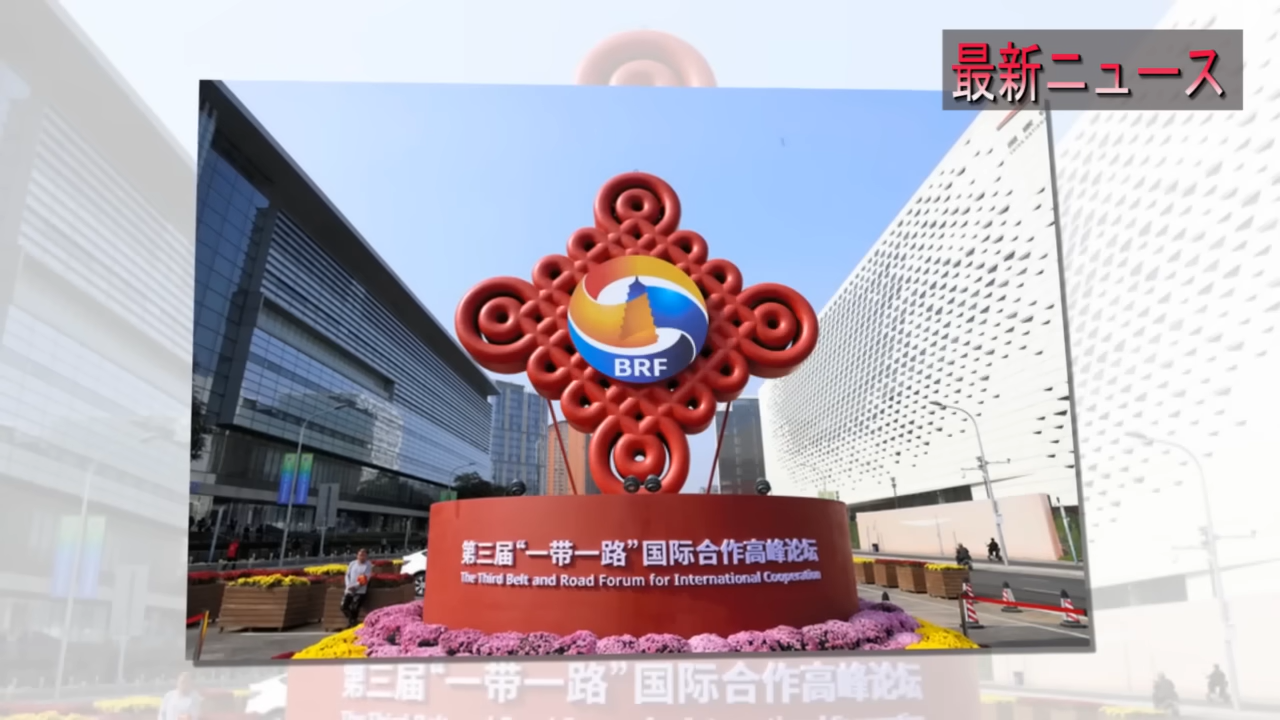 最新ニュース
BRF
第三届“一带一路”国际合作高峰论坛
The Third Belt and Road Forum for International Cooperation
第三届“一带一路”国际合作高峰论坛